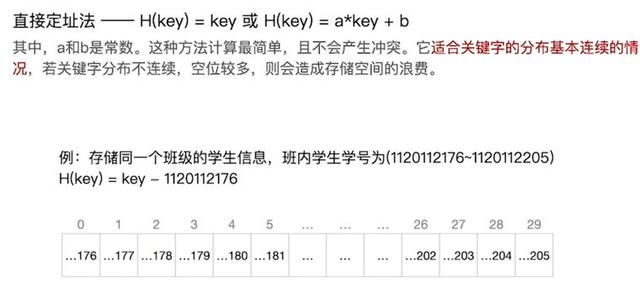 直接定址法 —— H(key) = key 或 H(key) = a*key + b
其中，a和b是常数。这种方法计算最简单，且不会产生冲突。它适合关键字的分布基本连续的情
况，若关键字分布不连续，空位较多，则会造成存储空间的浪费。
例：存储同一个班级的学生信息，班内学生学号为(1120112176~1120112205)
H(key) = key – 1120112176
0 1 2 3 4 5 ... ... ... 26 27 28 29
...176 ...177 ...178 ...179 ...180 ...181 ... ... ... ...202 ...203 ...204 ...205